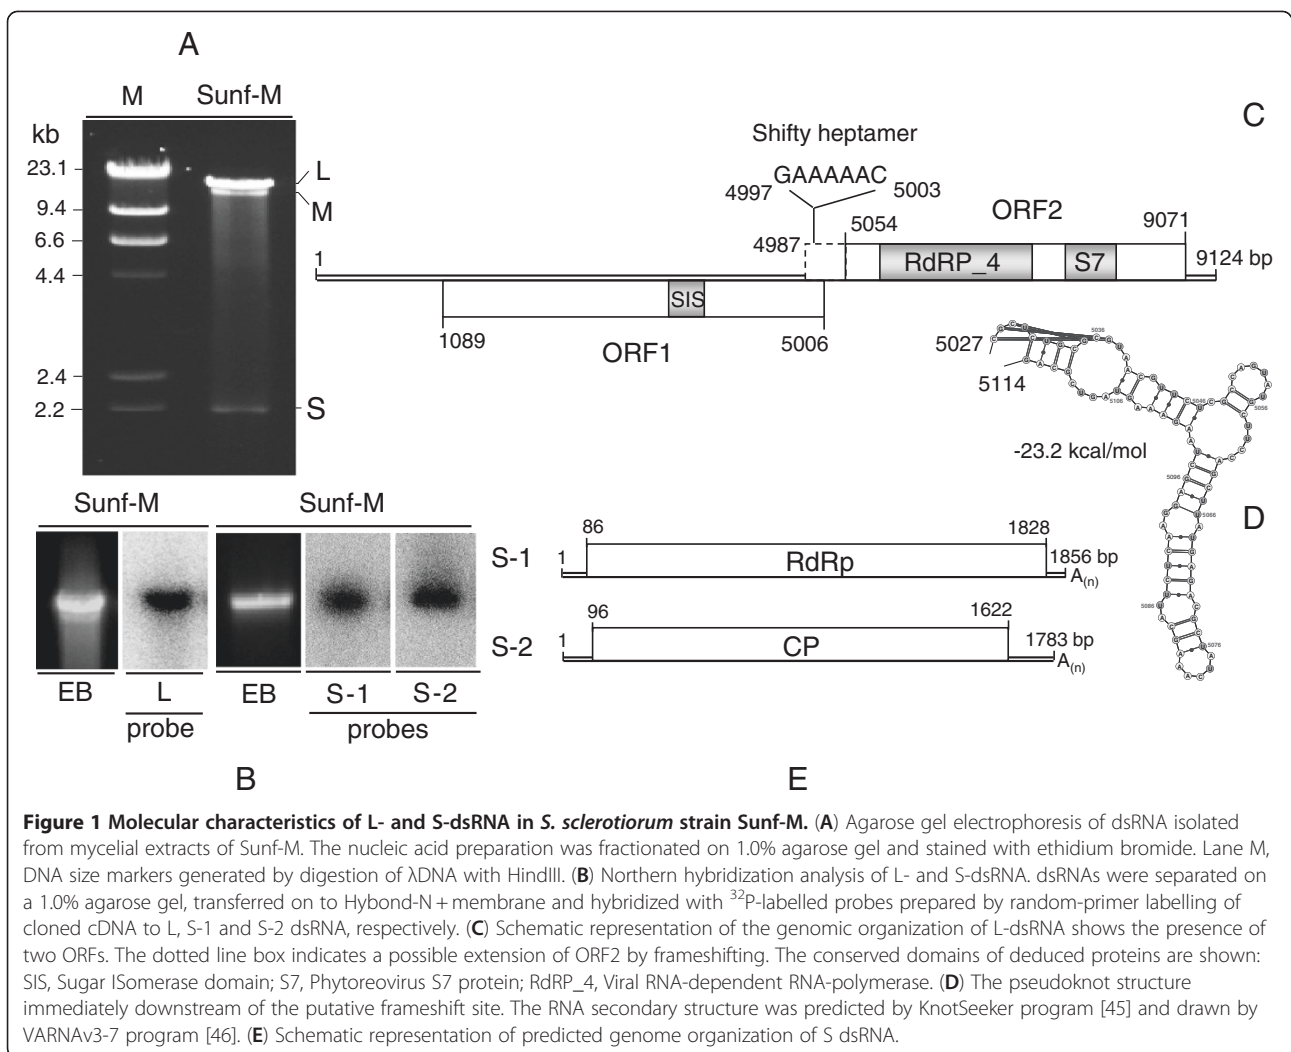 A
M Sunf-M
kb
23.1
9.4
6.6
4.4
2.4
2.2
L
M
S
C
Shifty heptamer
GAAAAAC
4997 5003
ORF2
4987 5054 9071
1 RdRP_4 S7 9124 bp
SIS
1089 5006
ORF1
5027
5114
-23.2 kcal/mol
D
Sunf-M Sunf-M
EB L EB S-1 S-2
probe probes
B
S-1
86 1828
1 RdRp 1856 bp
A(n)
S-2
96 1622
1 CP 1783 bp
A(n)
E
Figure 1 Molecular characteristics of L- and S-dsRNA in S. sclerotiorum strain Sunf-M. (A) Agarose gel electrophoresis of dsRNA isolated
from mycelial extracts of Sunf-M. The nucleic acid preparation was fractionated on 1.0% agarose gel and stained with ethidium bromide. Lane M,
DNA size markers generated by digestion of λDNA with HindIII. (B) Northern hybridization analysis of L- and S-dsRNA. dsRNAs were separated on
a 1.0% agarose gel, transferred on to Hybond-N + membrane and hybridized with 32P-labelled probes prepared by random-primer labelling of
cloned cDNA to L, S-1 and S-2 dsRNA, respectively. (C) Schematic representation of the genomic organization of L-dsRNA shows the presence of
two ORFs. The dotted line box indicates a possible extension of ORF2 by frameshifting. The conserved domains of deduced proteins are shown:
SIS, Sugar ISomerase domain; S7, Phytoreovirus S7 protein; RdRP_4, Viral RNA-dependent RNA-polymerase. (D) The pseudoknot structure
immediately downstream of the putative frameshift site. The RNA secondary structure was predicted by KnotSeeker program [45] and drawn by
VARNAv3-7 program [46]. (E) Schematic representation of predicted genome organization of S dsRNA.